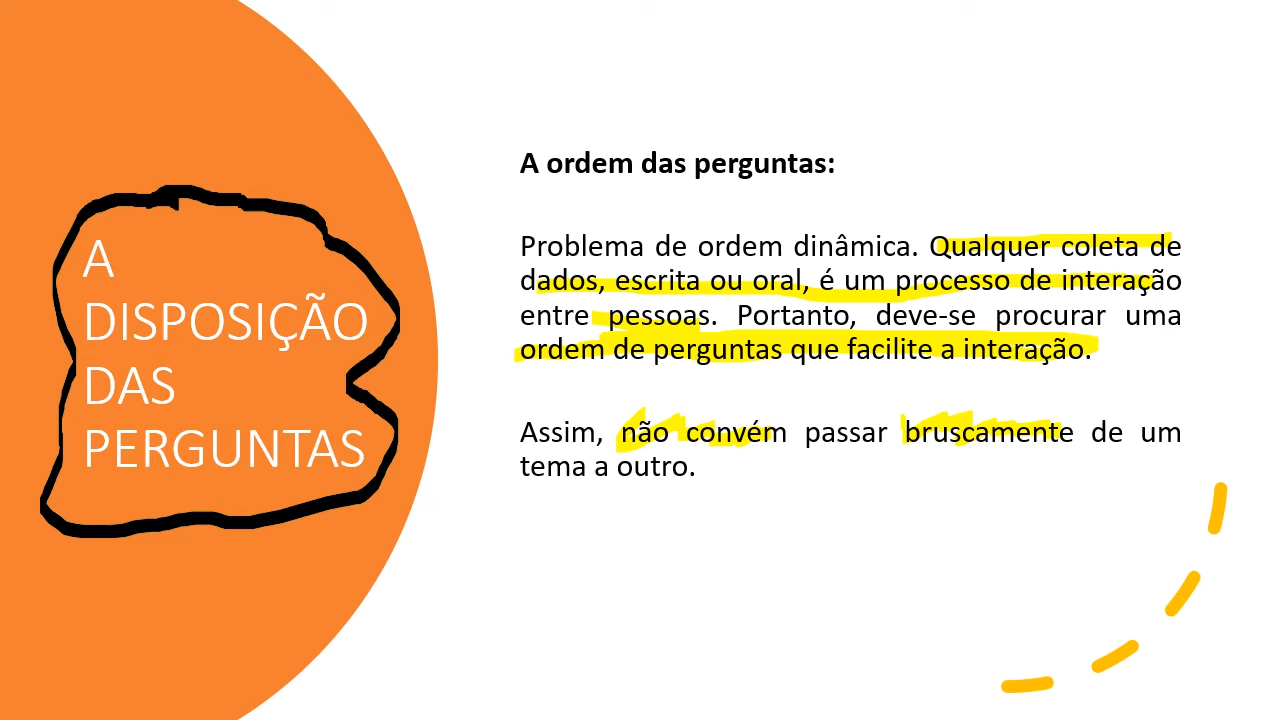 A
DISPOSIÇÃO
DAS
PERGUNTAS
A ordem das perguntas:
Problema de ordem dinâmica. Qualquer coleta de
dados, escrita ou oral, é um processo de interação
entre pessoas. Portanto, deve-se procurar uma
ordem de perguntas que facilite a interação.
Assim, não convém passar bruscamente de um
tema a outro.